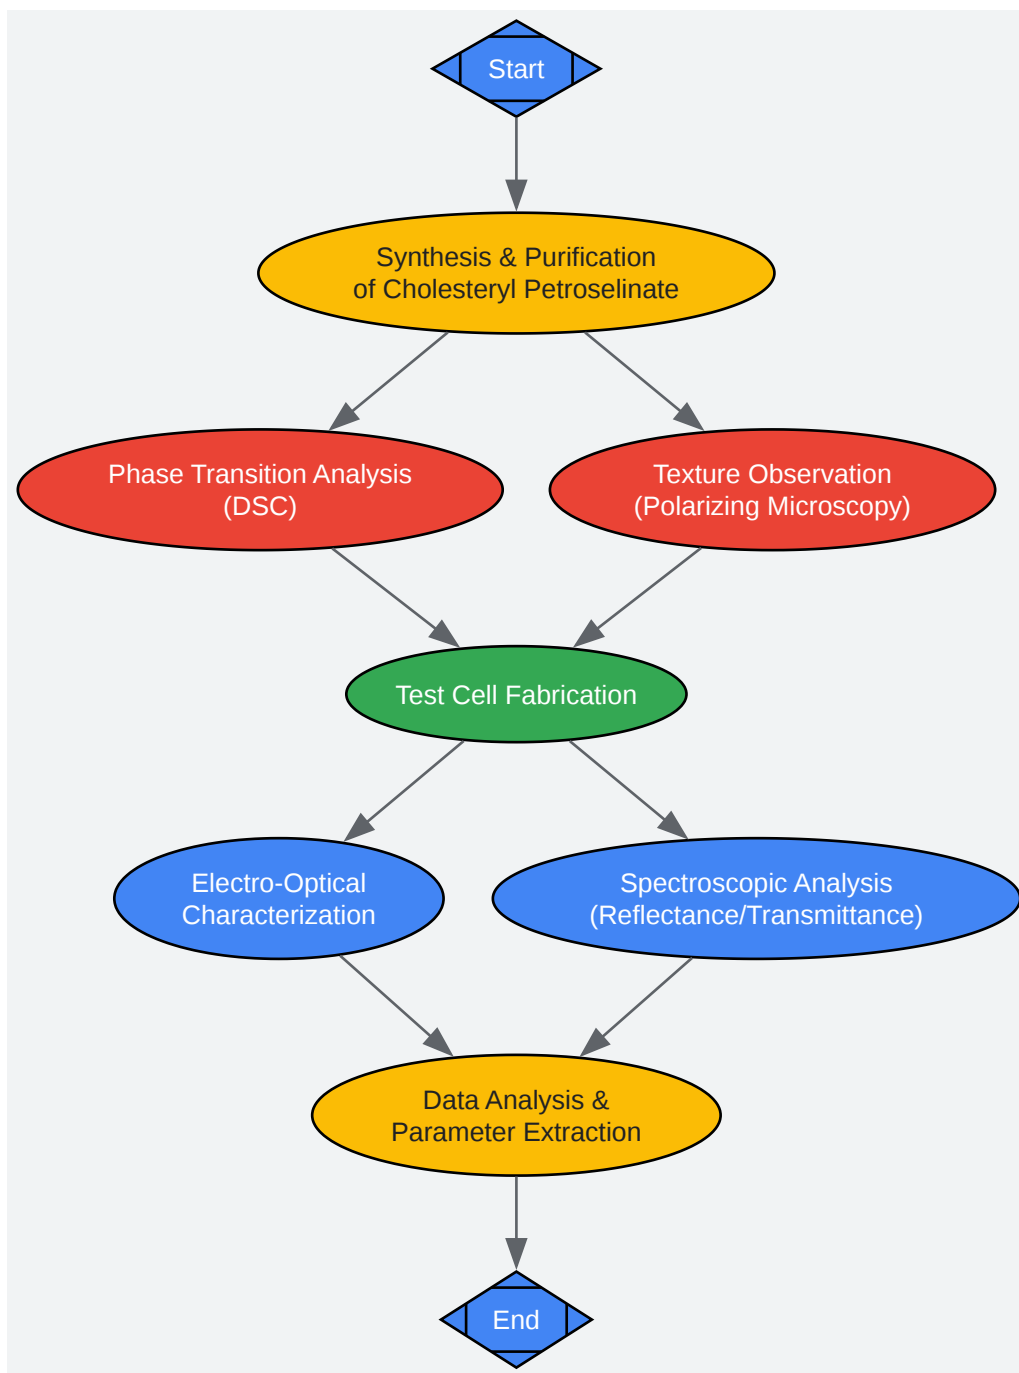 Start
Synthesis & Purification
of Cholesteryl Petroselinate
Phase Transition Analysis
(DSC)
Texture Observation
(Polarizing Microscopy)
Test Cell Fabrication
Electro-Optical
Characterization
Spectroscopic Analysis
(Reflectance/Transmittance)
Data Analysis &
Parameter Extraction
End